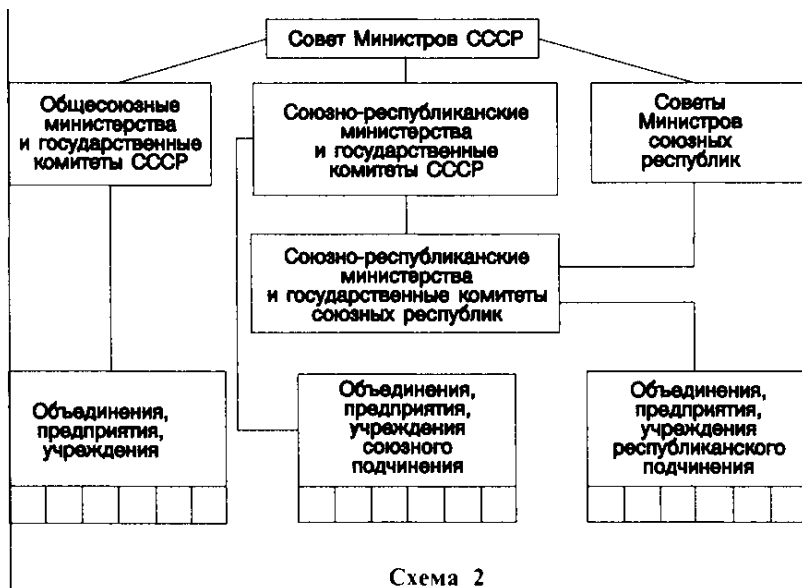 Совет Министров СССР
Общесоюзные
министерства
и государственные
комитеты СССР
Союзно-республиканские
министерства
и государственные
комитеты СССР
Советы
Министров
союзных
республик
Союзно-республиканские
министерства
и государственные комитеты
союзных республик
Объединения,
предприятия,
учреждения
Объединения,
предприятия,
учреждения
союзного
подчинения
Объединения,
предприятия,
учреждения
республиканского
подчинения
Схема 2